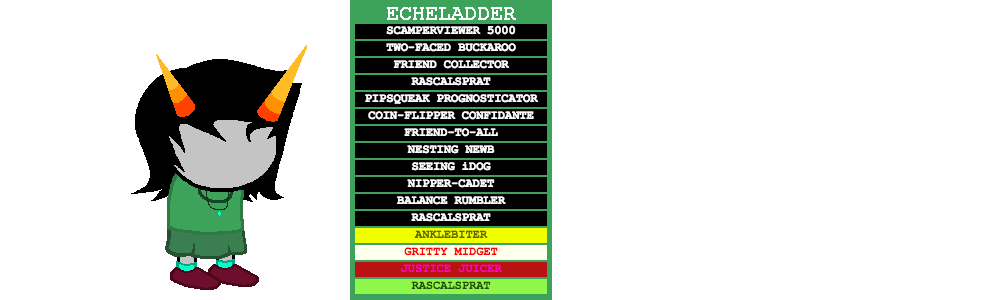 ECHELADDER
SCAMPERVIEWER 5000
TWO-FACED BUCKAROO
FRIEND COLLECTOR
RASCALSPRAT
PIPSQUEAK PROGNOSTICATOR
COIN-FLIPPER CONFIDANTE
FRIEND-TO-ALL
NESTING NEWB
SEEING iDOG
NIPPER-CADET
BALANCE RUMBLER
RASCALSPRAT
ANKLEBITER
GRITTY MIDGET
JUSTICE JUICER
RASCALSPRAT